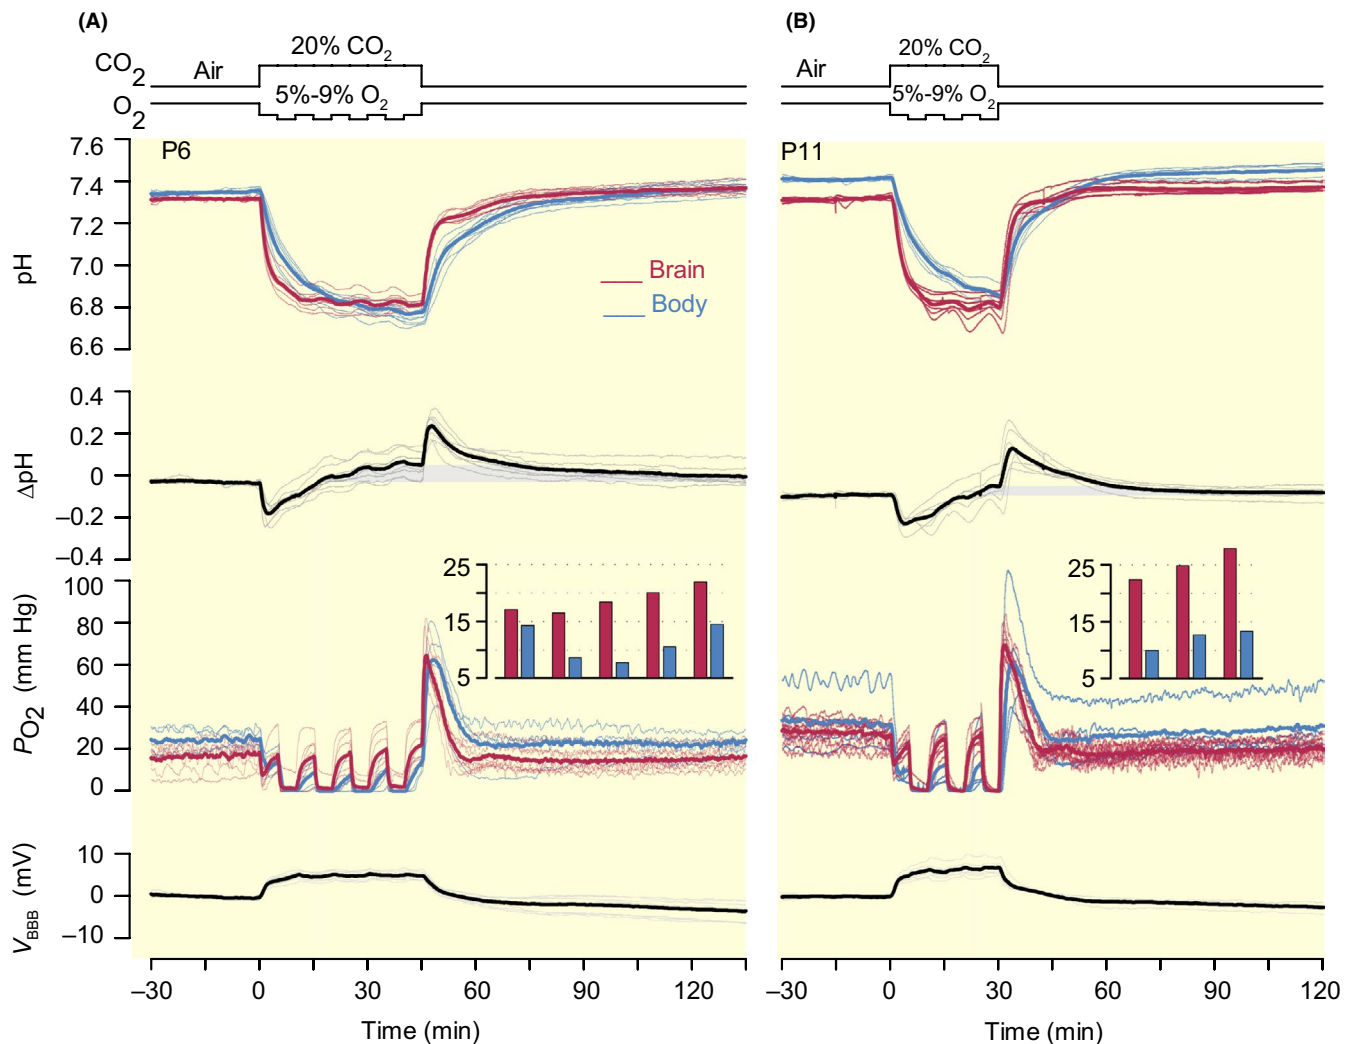 (A)
20% CO2
CO2
Air
5%-9% O2
O2
7.6
P6
7.4
7.2
7.0
6.8
6.6
pH
Brain
Body
0.4
0.2
0
–0.2
–0.4
ΔpH
100
80
60
40
20
0
PO2 (mm Hg)
25
15
5
10
0
–10
VBBB (mV)
–30 0 30 60 90 120
Time (min)
(B)
20% CO2
Air
5%-9% O2
P11
25
15
5
–30 0 30 60 90 120
Time (min)